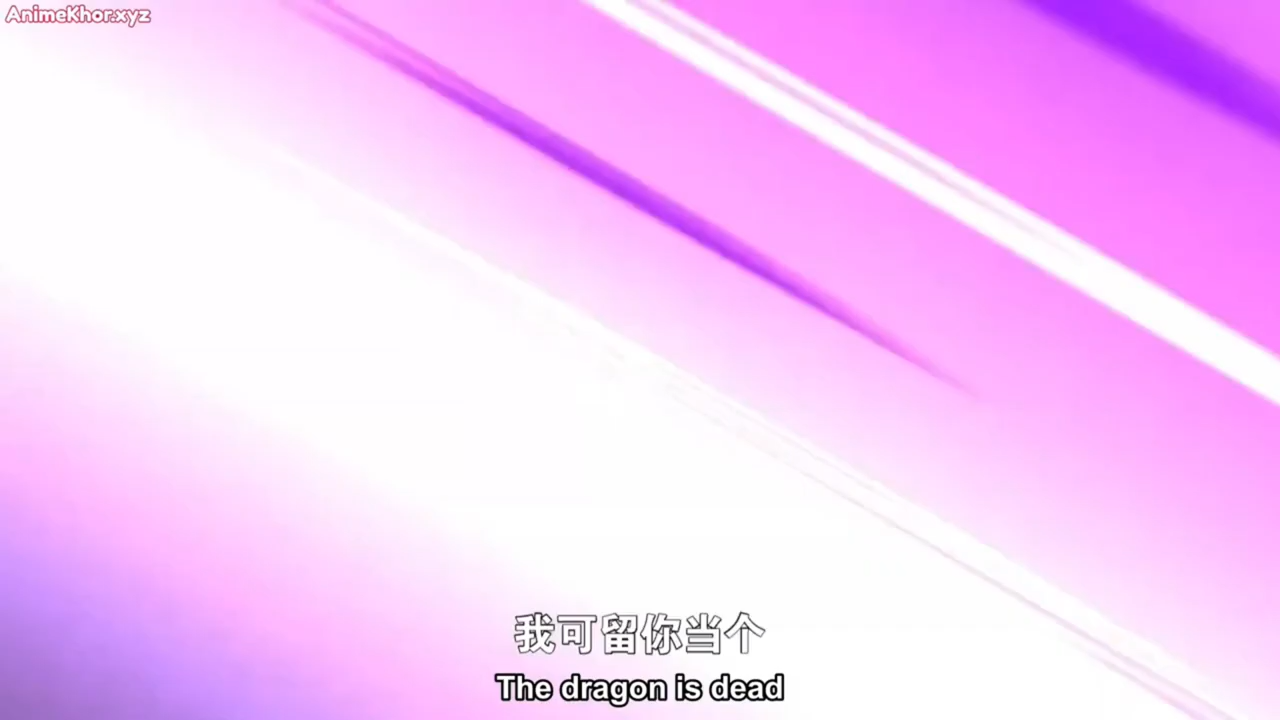 AnimeKhor.xyz
我可留你当个
The dragon is dead